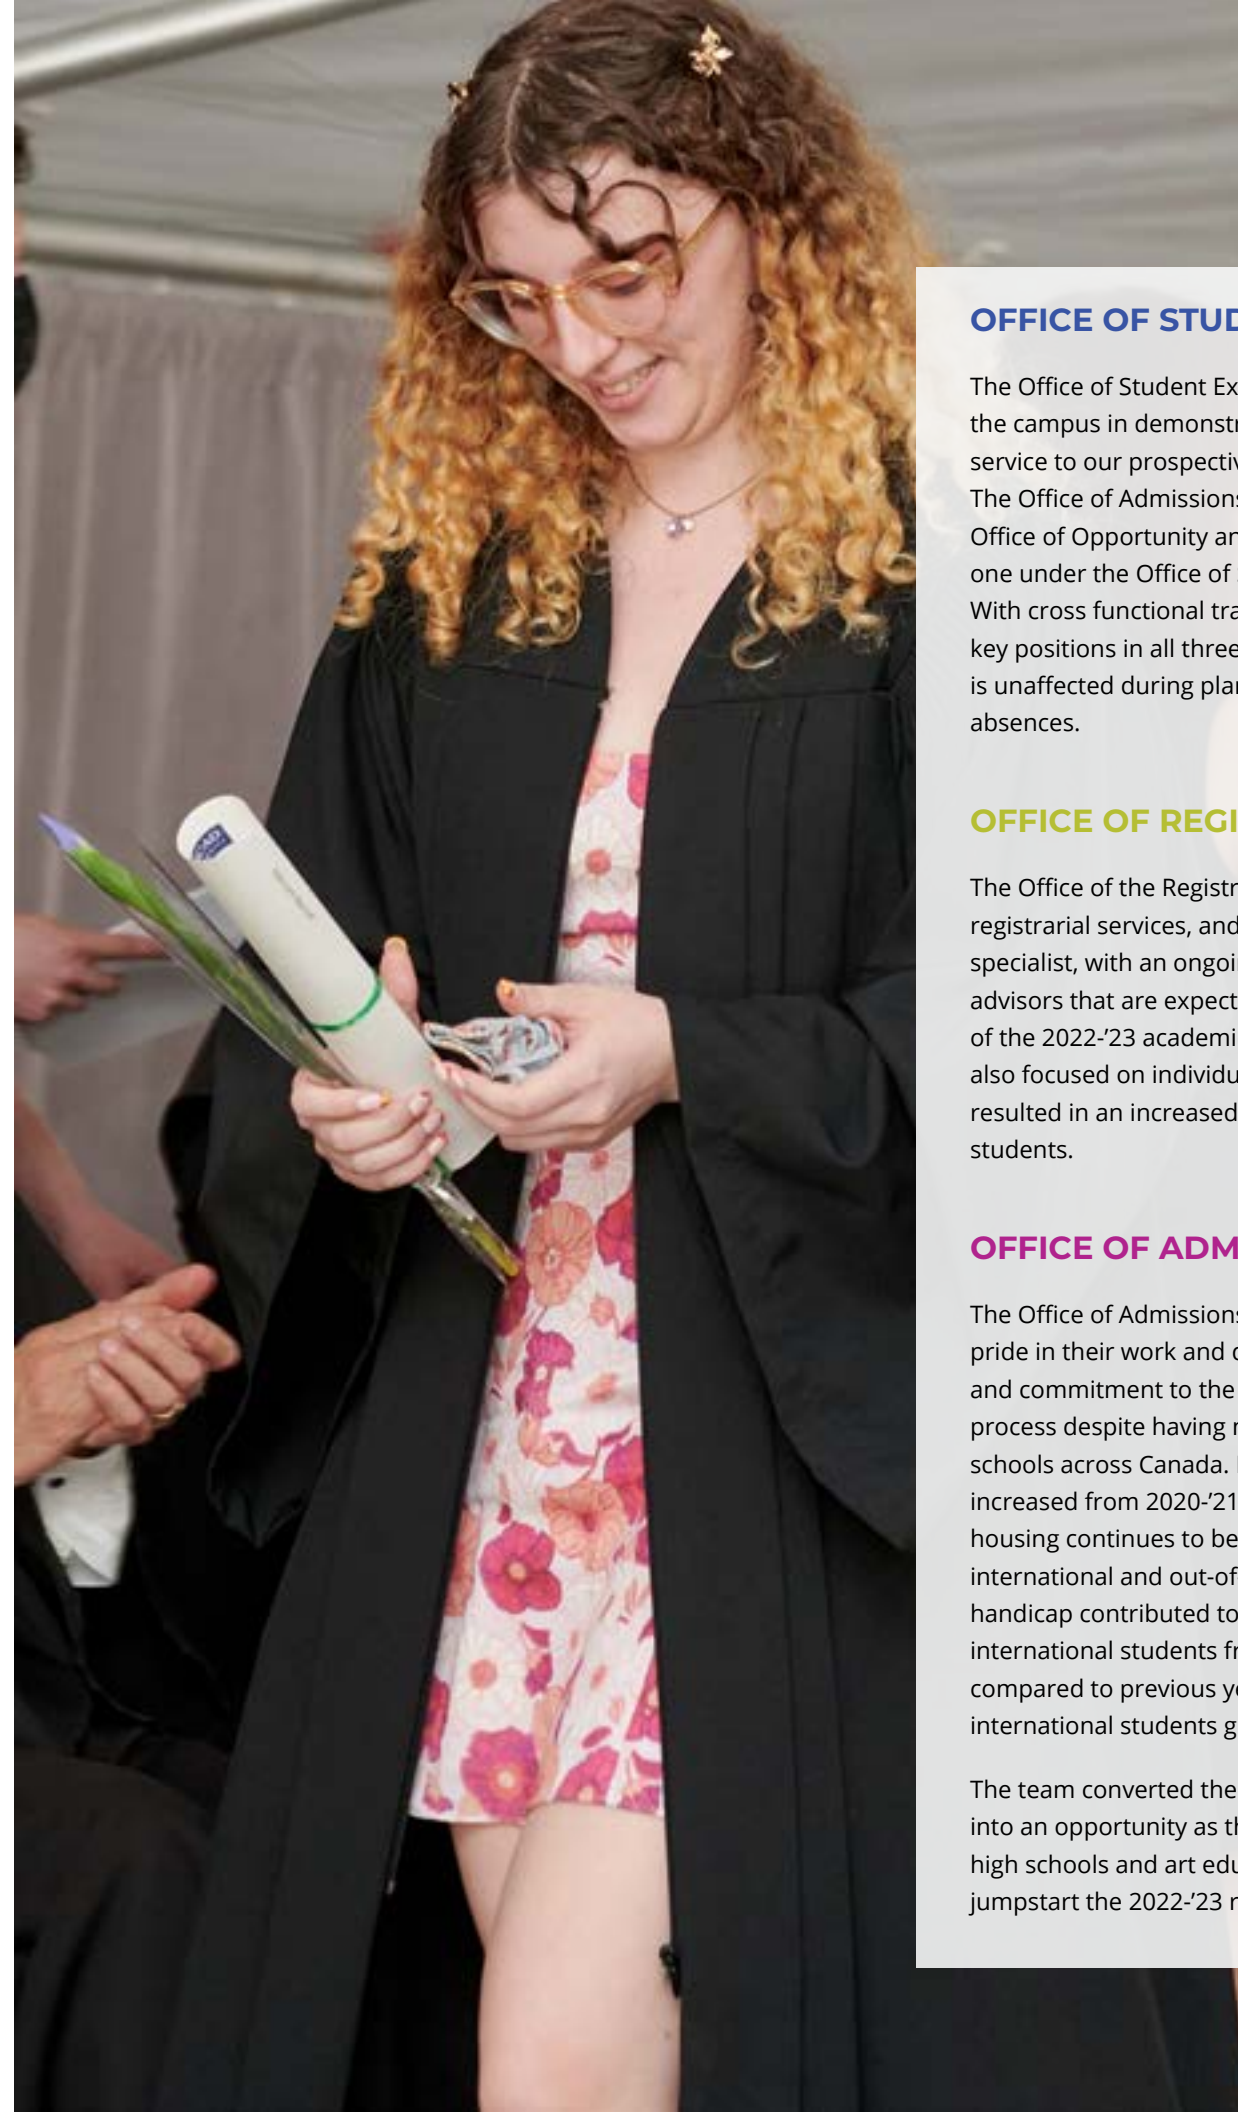 OFFICE OF STUD
The Office of Student Ex
the campus in demonstr
service to our prospectiv
The Office of Admissions
Office of Opportunity an
one under the Office of
With cross functional tra
key positions in all three
is unaffected during plan
absences.
OFFICE OF REGI
The Office of the Registr
registrarial services, and
specialist, with an ongoin
advisors that are expect
of the 2022-’23 academi
also focused on individu
resulted in an increased
students.
OFFICE OF ADM
The Office of Admissions
pride in their work and
and commitment to the
process despite having
schools across Canada.
increased from 2020-’21
housing continues to be
international and out-of
handicap contributed to
international students fr
compared to previous ye
international students g
The team converted the
into an opportunity as th
high schools and art edu
jumpstart the 2022-’23 r